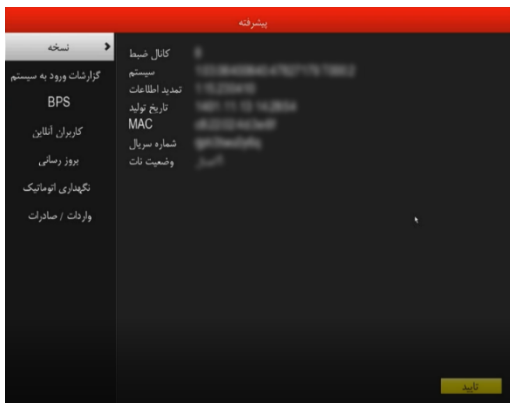 پیشرفته
نسخه
گزارشات ورود به سیستم
BPS
کاربران آنلاین
بروز رسانی
نگهداری اتوماتیک
واردات / صادرات
کانال ضبط
سیستم
تمدید اطلاعات
تاریخ تولید
MAC
شماره سریال
وضعیت نات
تایید